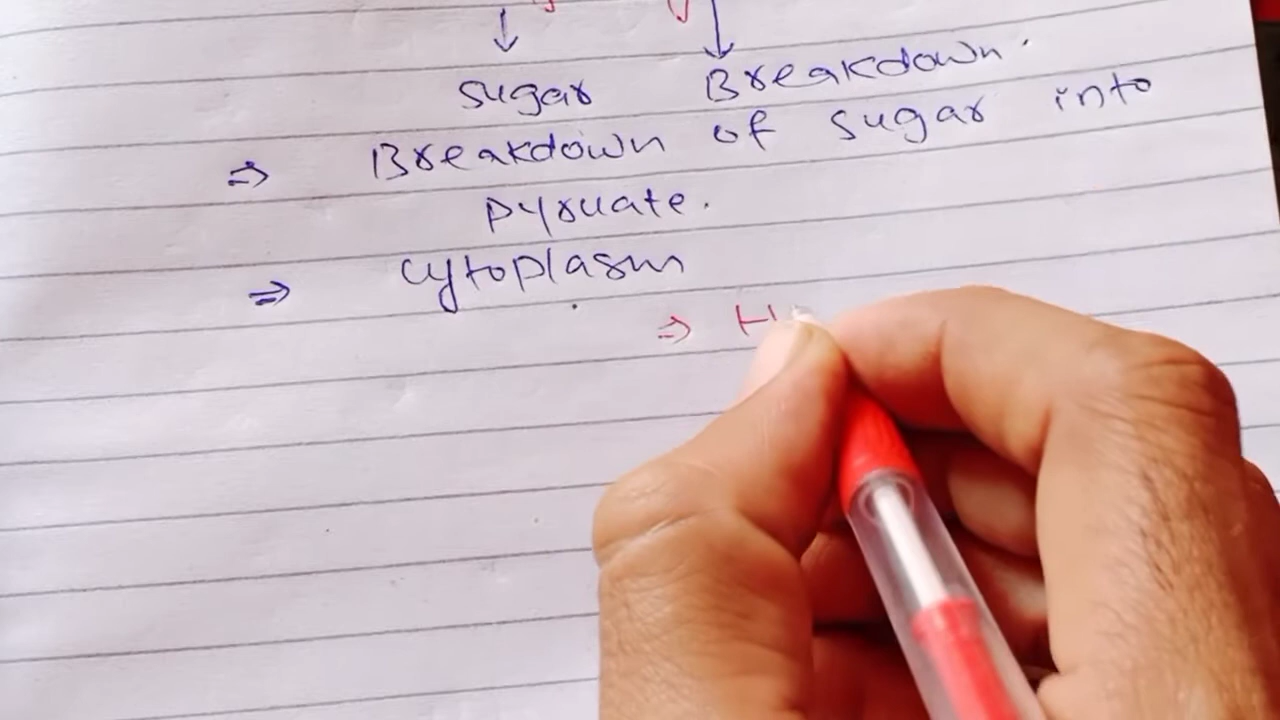 ↓ ↓
Sugar Breakdown.
⇒ Breakdown of sugar into
pyruate.
⇒ cytoplasm
⇒ H